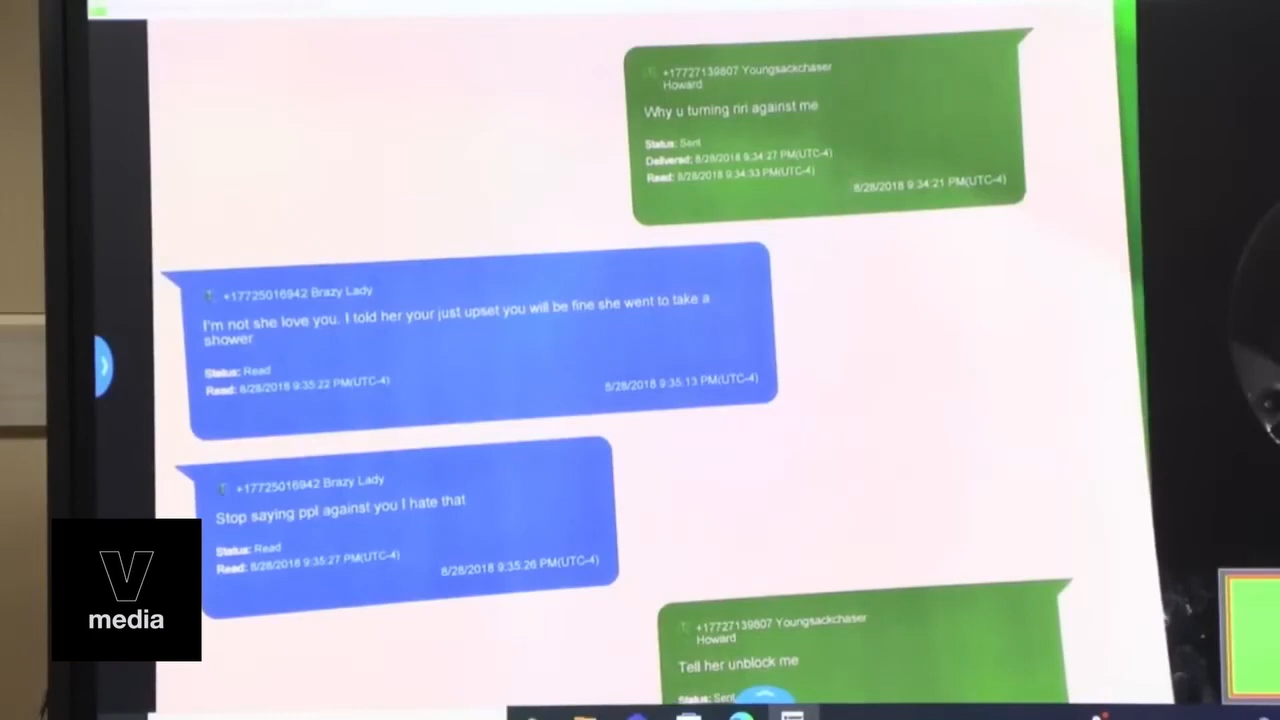 +17727139807 Youngsackchaser
Howard
Why u turning riri against me
Status: Sent
Delivered: 8/28/2018 9:34:27 PM(UTC-4)
Read: 8/28/2018 9:34:33 PM(UTC-4)
8/28/2018 9:34:21 PM(UTC-4)
+17725016942 Brazy Lady
I'm not she love you. I told her your just upset you will be fine she went to take a
shower
Status: Read
Read: 8/28/2018 9:35:22 PM(UTC-4)
8/28/2018 9:35:13 PM(UTC-4)
+17725016942 Brazy Lady
Stop saying ppl against you I hate that
Status: Read
Read: 8/28/2018 9:35:27 PM(UTC-4)
8/28/2018 9:35:26 PM(UTC-4)
+17727139807 Youngsackchaser
Howard
Tell her unblock me
Status: Sent
V
media